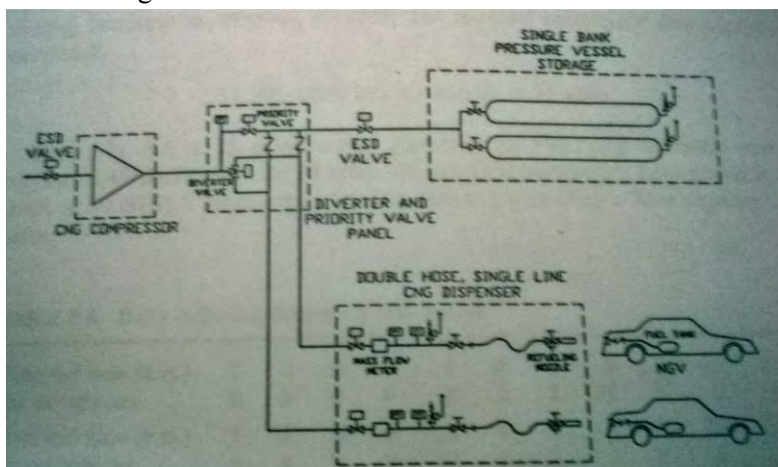 SINGLE BANK
PRESSURE VESSEL
STORAGE
PRIORITY
VALVE
ESD
VALVE
ESD
VALVE
DIVERTER
VALVE
CNG COMPRESSOR
DIVERTER AND
PRIORITY VALVE
PANEL
DOUBLE HOSE, SINGLE LINE
CNG DISPENSER
MASS FLOW
METER
REFUELING
NOZZLE
FUEL TANK
NGV